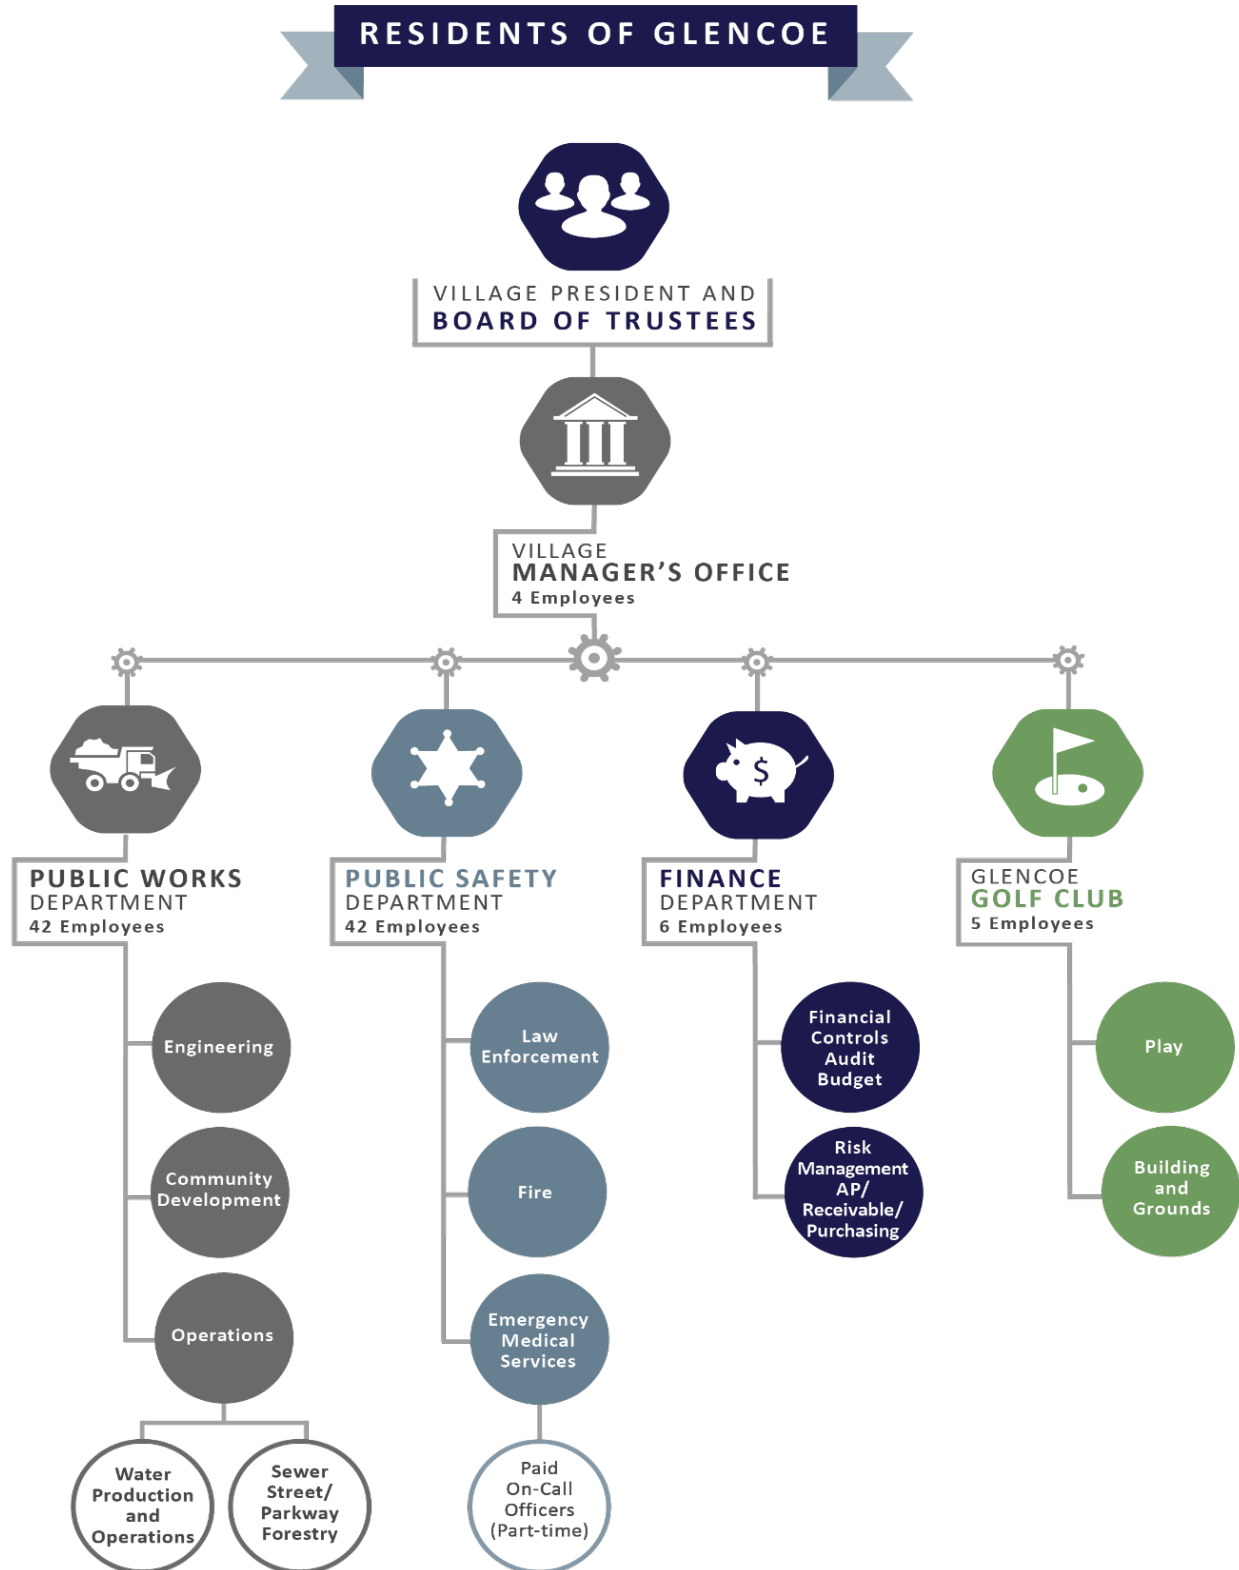 RESIDENTS OF GLENCOE
VILLAGE PRESIDENT AND
BOARD OF TRUSTEES
VILLAGE
MANAGER'S OFFICE
4 Employees
PUBLIC WORKS
DEPARTMENT
42 Employees
Engineering
Community
Development
Operations
Water
Production
and
Operations
Sewer
Street/
Parkway
Forestry
PUBLIC SAFETY
DEPARTMENT
42 Employees
Law
Enforcement
Fire
Emergency
Medical
Services
Paid
On-Call
Officers
(Part-time)
$
FINANCE
DEPARTMENT
6 Employees
Financial
Controls
Audit
Budget
Risk
Management
AP/
Receivable/
Purchasing
GLENCOE
GOLF CLUB
5 Employees
Play
Building
and
Grounds